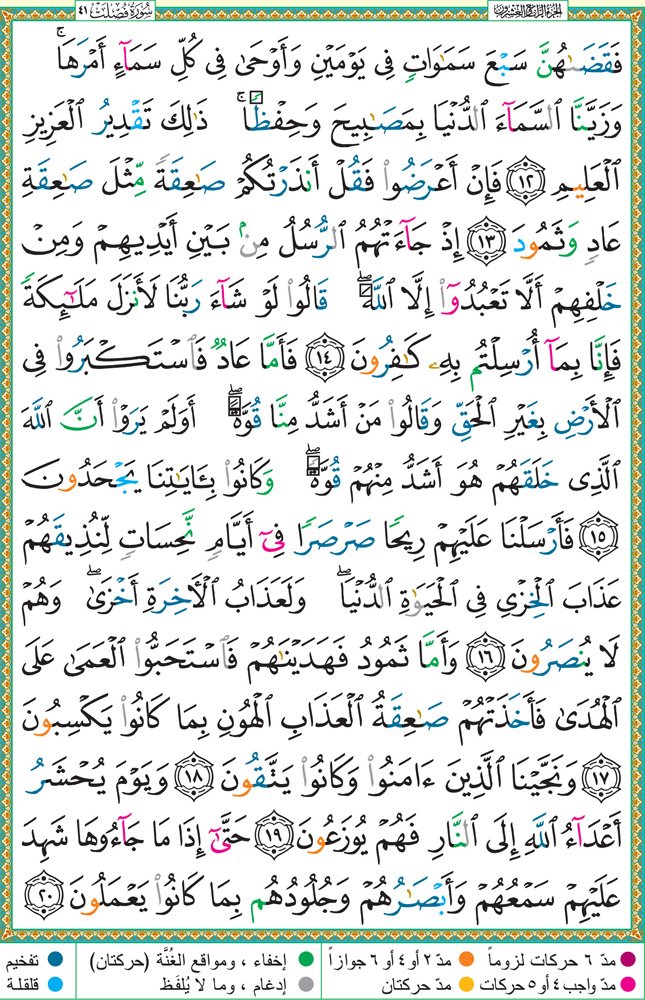 الجزء الرابع والعشرون سورة فصلت ٤١
فَقَضَىٰهُنَّ سَبۡعَ سَمَٰوَاتٖ فِي يَوۡمَيۡنِ وَأَوۡحَىٰ فِي كُلِّ سَمَآءٍ أَمۡرَهَاۚ
وَزَيَّنَّا ٱلسَّمَآءَ ٱلدُّنۡيَا بِمَصَٰبِيحَ وَحِفۡظٗاۚ ذَٰلِكَ تَقۡدِيرُ ٱلۡعَزِيزِ
ٱلۡعَلِيمِ ١٢ فَإِنۡ أَعۡرَضُواْ فَقُلۡ أَنذَرۡتُكُمۡ صَٰعِقَةٗ مِّثۡلَ صَٰعِقَةِ
عَادٖ وَثَمُودَ ١٣ إِذۡ جَآءَتۡهُمُ ٱلرُّسُلُ مِنۢ بَيۡنِ أَيۡدِيهِمۡ وَمِنۡ
خَلۡفِهِمۡ أَلَّا تَعۡبُدُوٓاْ إِلَّا ٱللَّهَۖ قَالُواْ لَوۡ شَآءَ رَبُّنَا لَأَنزَلَ مَلَٰٓئِكَةٗ
فَإِنَّا بِمَآ أُرۡسِلۡتُم بِهِۦ كَٰفِرُونَ ١٤ فَأَمَّا عَادٞ فَٱسۡتَكۡبَرُواْ فِي
ٱلۡأَرۡضِ بِغَيۡرِ ٱلۡحَقِّ وَقَالُواْ مَنۡ أَشَدُّ مِنَّا قُوَّةًۖ أَوَلَمۡ يَرَوۡاْ أَنَّ ٱللَّهَ
ٱلَّذِي خَلَقَهُمۡ هُوَ أَشَدُّ مِنۡهُمۡ قُوَّةٗۖ وَكَانُواْ بِـَٔايَٰتِنَا يَجۡحَدُونَ
١٥ فَأَرۡسَلۡنَا عَلَيۡهِمۡ رِيحٗا صَرۡصَرٗا فِيٓ أَيَّامٖ نَّحِسَاتٖ لِّنُذِيقَهُمۡ
عَذَابَ ٱلۡخِزۡيِ فِي ٱلۡحَيَوٰةِ ٱلدُّنۡيَاۖ وَلَعَذَابُ ٱلۡأٓخِرَةِ أَخۡزَىٰۖ وَهُمۡ
لَا يُنصَرُونَ ١٦ وَأَمَّا ثَمُودُ فَهَدَيۡنَٰهُمۡ فَٱسۡتَحَبُّواْ ٱلۡعَمَىٰ عَلَى
ٱلۡهُدَىٰ فَأَخَذَتۡهُمۡ صَٰعِقَةُ ٱلۡعَذَابِ ٱلۡهُونِ بِمَا كَانُواْ يَكۡسِبُونَ
١٧ وَنَجَّيۡنَا ٱلَّذِينَ ءَامَنُواْ وَكَانُواْ يَتَّقُونَ ١٨ وَيَوۡمَ يُحۡشَرُ
أَعۡدَآءُ ٱللَّهِ إِلَى ٱلنَّارِ فَهُمۡ يُوزَعُونَ ١٩ حَتَّىٰٓ إِذَا مَا جَآءُوهَا شَهِدَ
عَلَيۡهِمۡ سَمۡعُهُمۡ وَأَبۡصَٰرُهُمۡ وَجُلُودُهُم بِمَا كَانُواْ يَعۡمَلُونَ ٢٠
مدّ ٦ حركات لزوماً مدّ ٢ أو ٤ أو ٦ جوازاً إخفاء ، ومواقع الغُنَّة (حركتان) تفخيم
مدّ واجب ٤ أو ٥ حركات مدّ حركتان إدغام ، وما لا يُلفَظ قلقلة